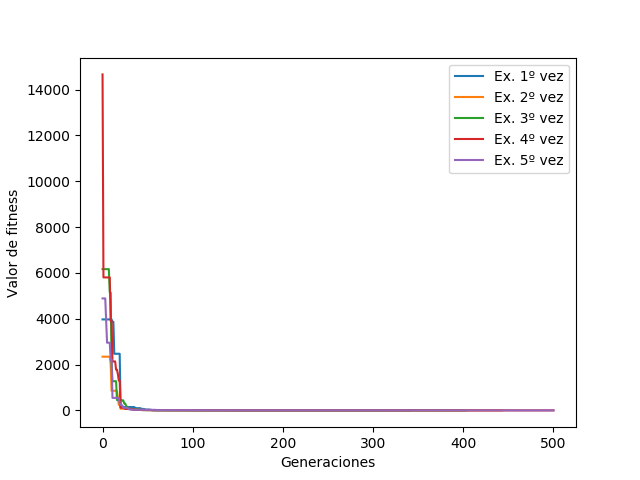 14000
12000
10000
8000
6000
4000
2000
0
Valor de fitness
Ex. 1º vez
Ex. 2º vez
Ex. 3º vez
Ex. 4º vez
Ex. 5º vez
0 100 200 300 400 500
Generaciones